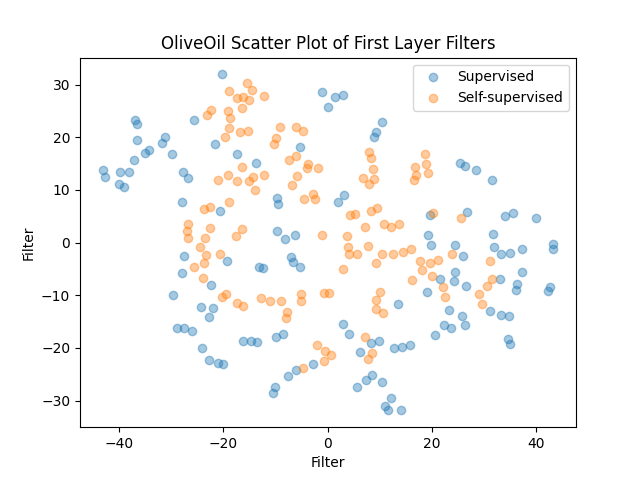 OliveOil Scatter Plot of First Layer Filters
Supervised
Self-supervised
Filter
30
20
10
0
−10
−20
−30
−40
−20
0
20
40
Filter